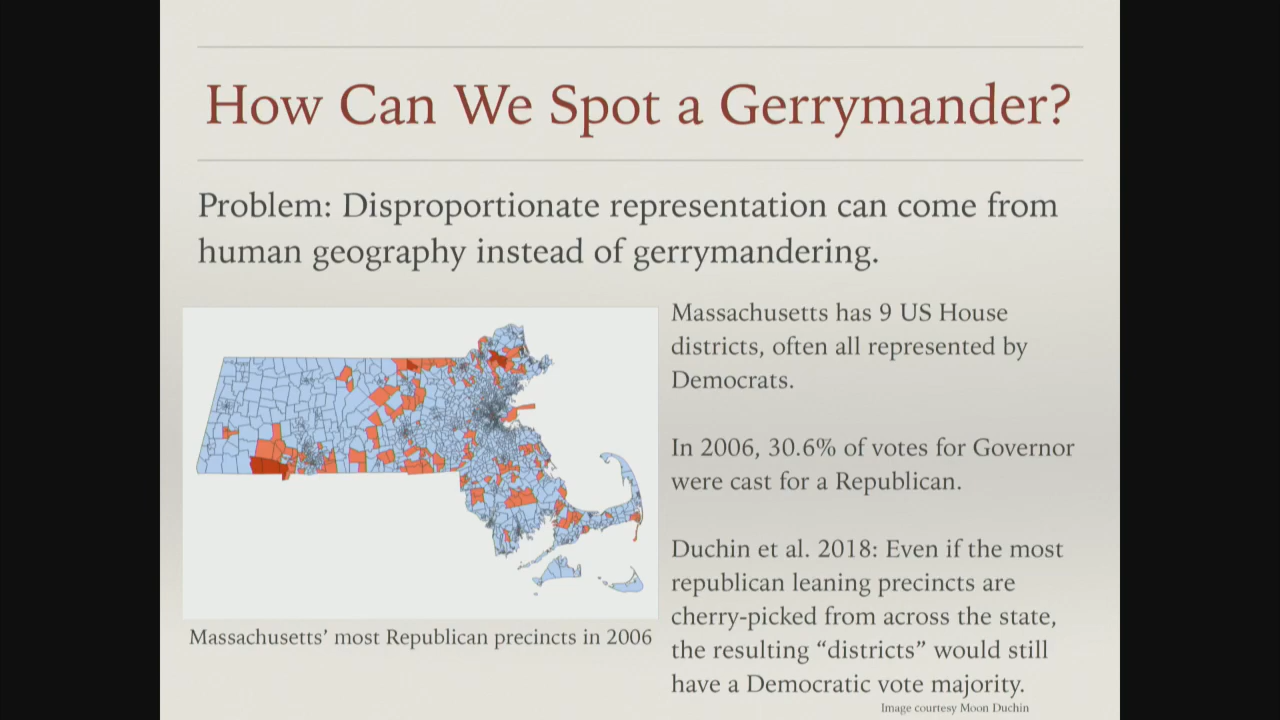 How Can We Spot a Gerrymander?
Problem: Disproportionate representation can come from
human geography instead of gerrymandering.
Massachusetts has 9 US House
districts, often all represented by
Democrats.
In 2006, 30.6% of votes for Governor
were cast for a Republican.
Duchin et al. 2018: Even if the most
republican leaning precincts are
cherry-picked from across the state,
the resulting “districts” would still
have a Democratic vote majority.
Massachusetts’ most Republican precincts in 2006
Image courtesy Moon Duchin